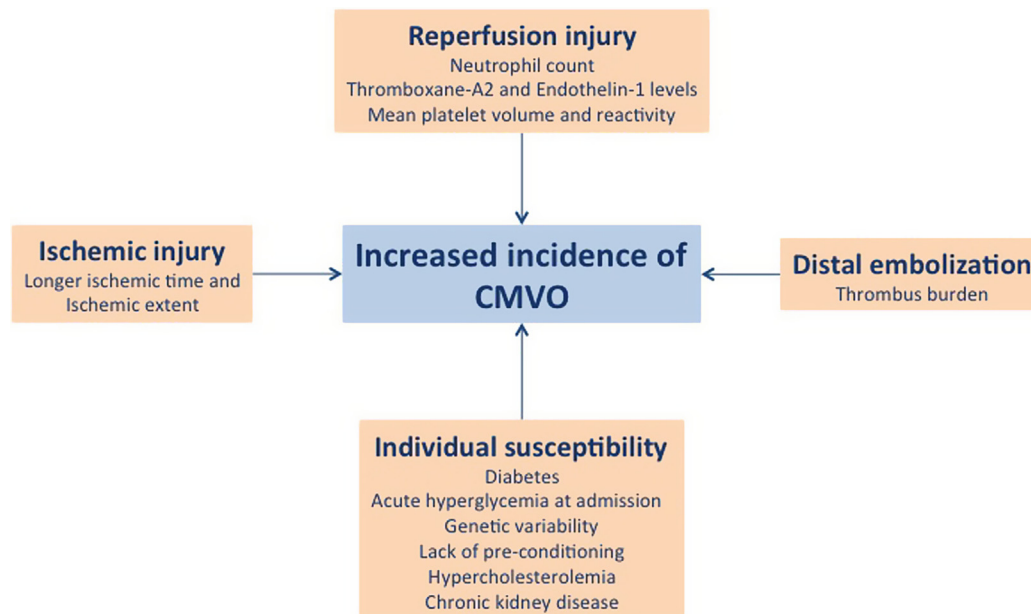 Reperfusion injury
Neutrophil count
Thromboxane-A2 and Endothelin-1 levels
Mean platelet volume and reactivity
Ischemic injury
Longer ischemic time and
Ischemic extent
Increased incidence of
CMVO
Distal embolization
Thrombus burden
Individual susceptibility
Diabetes
Acute hyperglycemia at admission
Genetic variability
Lack of pre-conditioning
Hypercholesterolemia
Chronic kidney disease